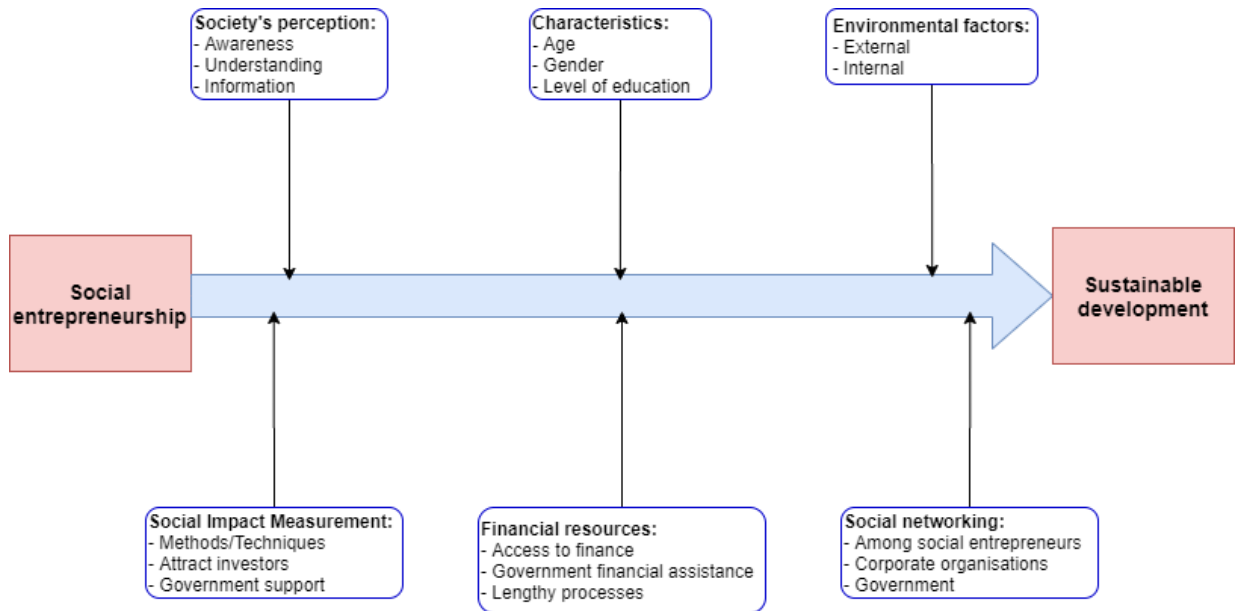 Society's perception:
- Awareness
- Understanding
- Information
Characteristics:
- Age
- Gender
- Level of education
Environmental factors:
- External
- Internal
Social
entrepreneurship
Sustainable
development
Social Impact Measurement:
- Methods/Techniques
- Attract investors
- Government support
Financial resources:
- Access to finance
- Government financial assistance
- Lengthy processes
Social networking:
- Among social entrepreneurs
- Corporate organisations
- Government